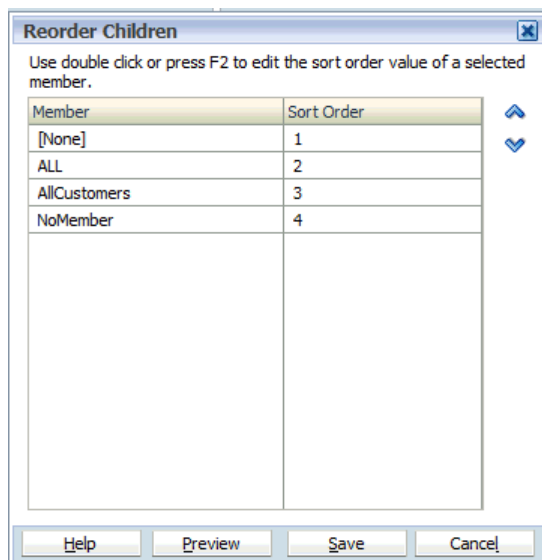 Reorder Children
Use double click or press F2 to edit the sort order value of a selected
member.
Member Sort Order
[None] 1
ALL 2
AllCustomers 3
NoMember 4
Help Preview Save Cancel